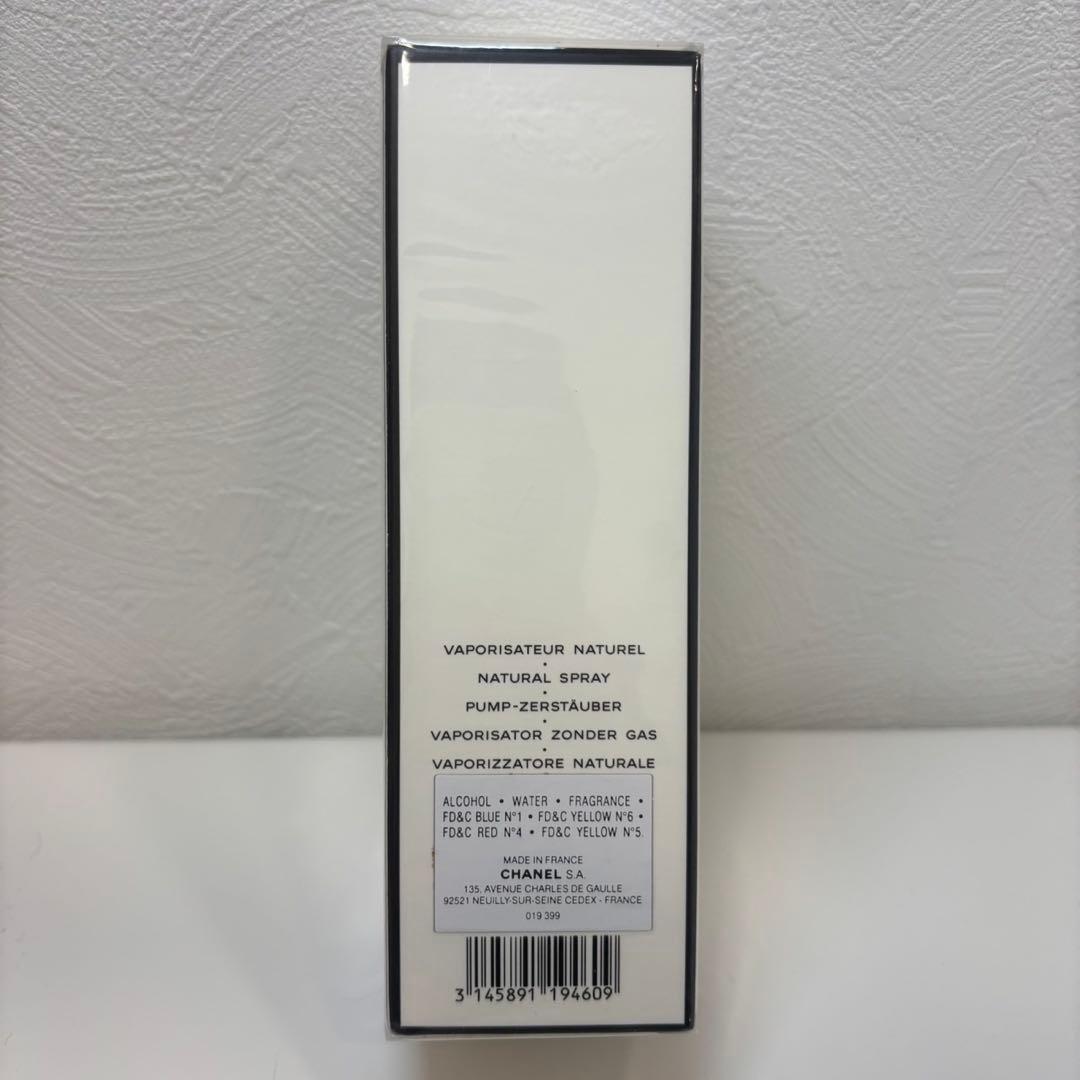 VAPORISATEUR NATUREL
•
NATURAL SPRAY
•
PUMP-ZERSTÄUBER
•
VAPORISATOR ZONDER GAS
•
VAPORIZZATORE NATURALE
ALCOHOL • WATER • FRAGRANCE •
FD&C BLUE N°1 • FD&C YELLOW N°6 •
FD&C RED N°4 • FD&C YELLOW N°5.
MADE IN FRANCE
CHANEL S.A.
135, AVENUE CHARLES DE GAULLE
92521 NEUILLY-SUR-SEINE CEDEX - FRANCE
019 399
3 145891 194609